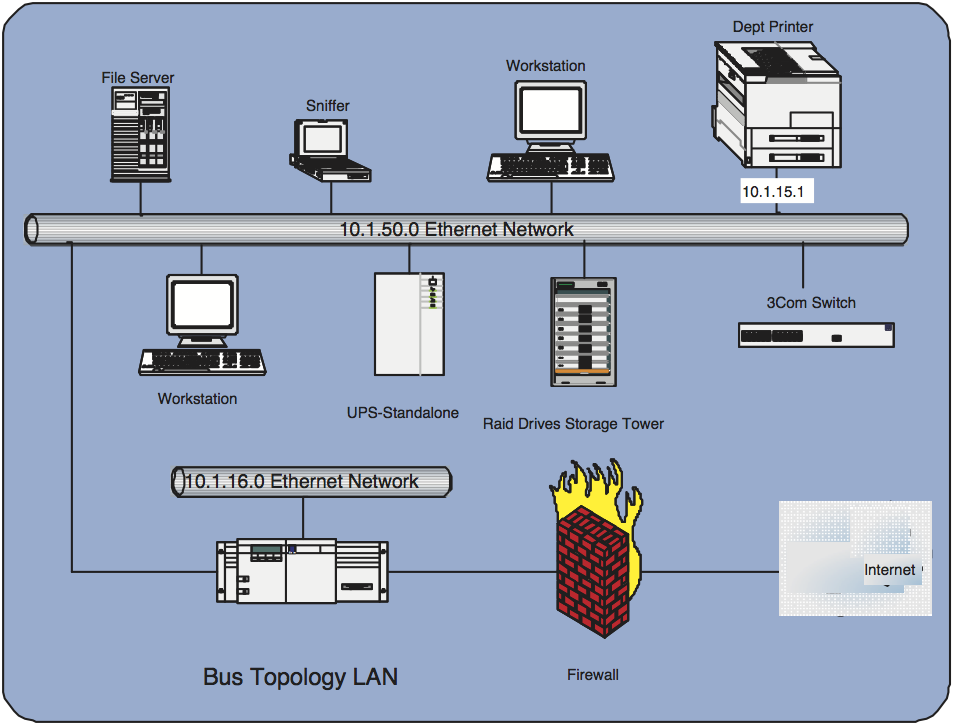 Dept Printer
Workstation
File Server
Sniffer
10.1.15.1
10.1.50.0 Ethernet Network
3Com Switch
Workstation
UPS-Standalone
Raid Drives Storage Tower
10.1.16.0 Ethernet Network
Internet
Bus Topology LAN
Firewall